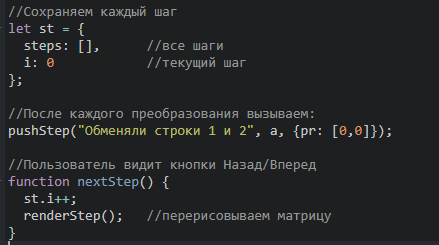 //Сохраняем каждый шаг
let st = {
  steps: [],      //все шаги
  i: 0            //текущий шаг
};
//После каждого преобразования вызываем:
pushStep("Обменяли строки 1 и 2", a, {pr: [0,0]});
//Пользователь видит кнопки Назад/Вперед
function nextStep() {
  st.i++;
  renderStep();   //перерисовываем матрицу
}